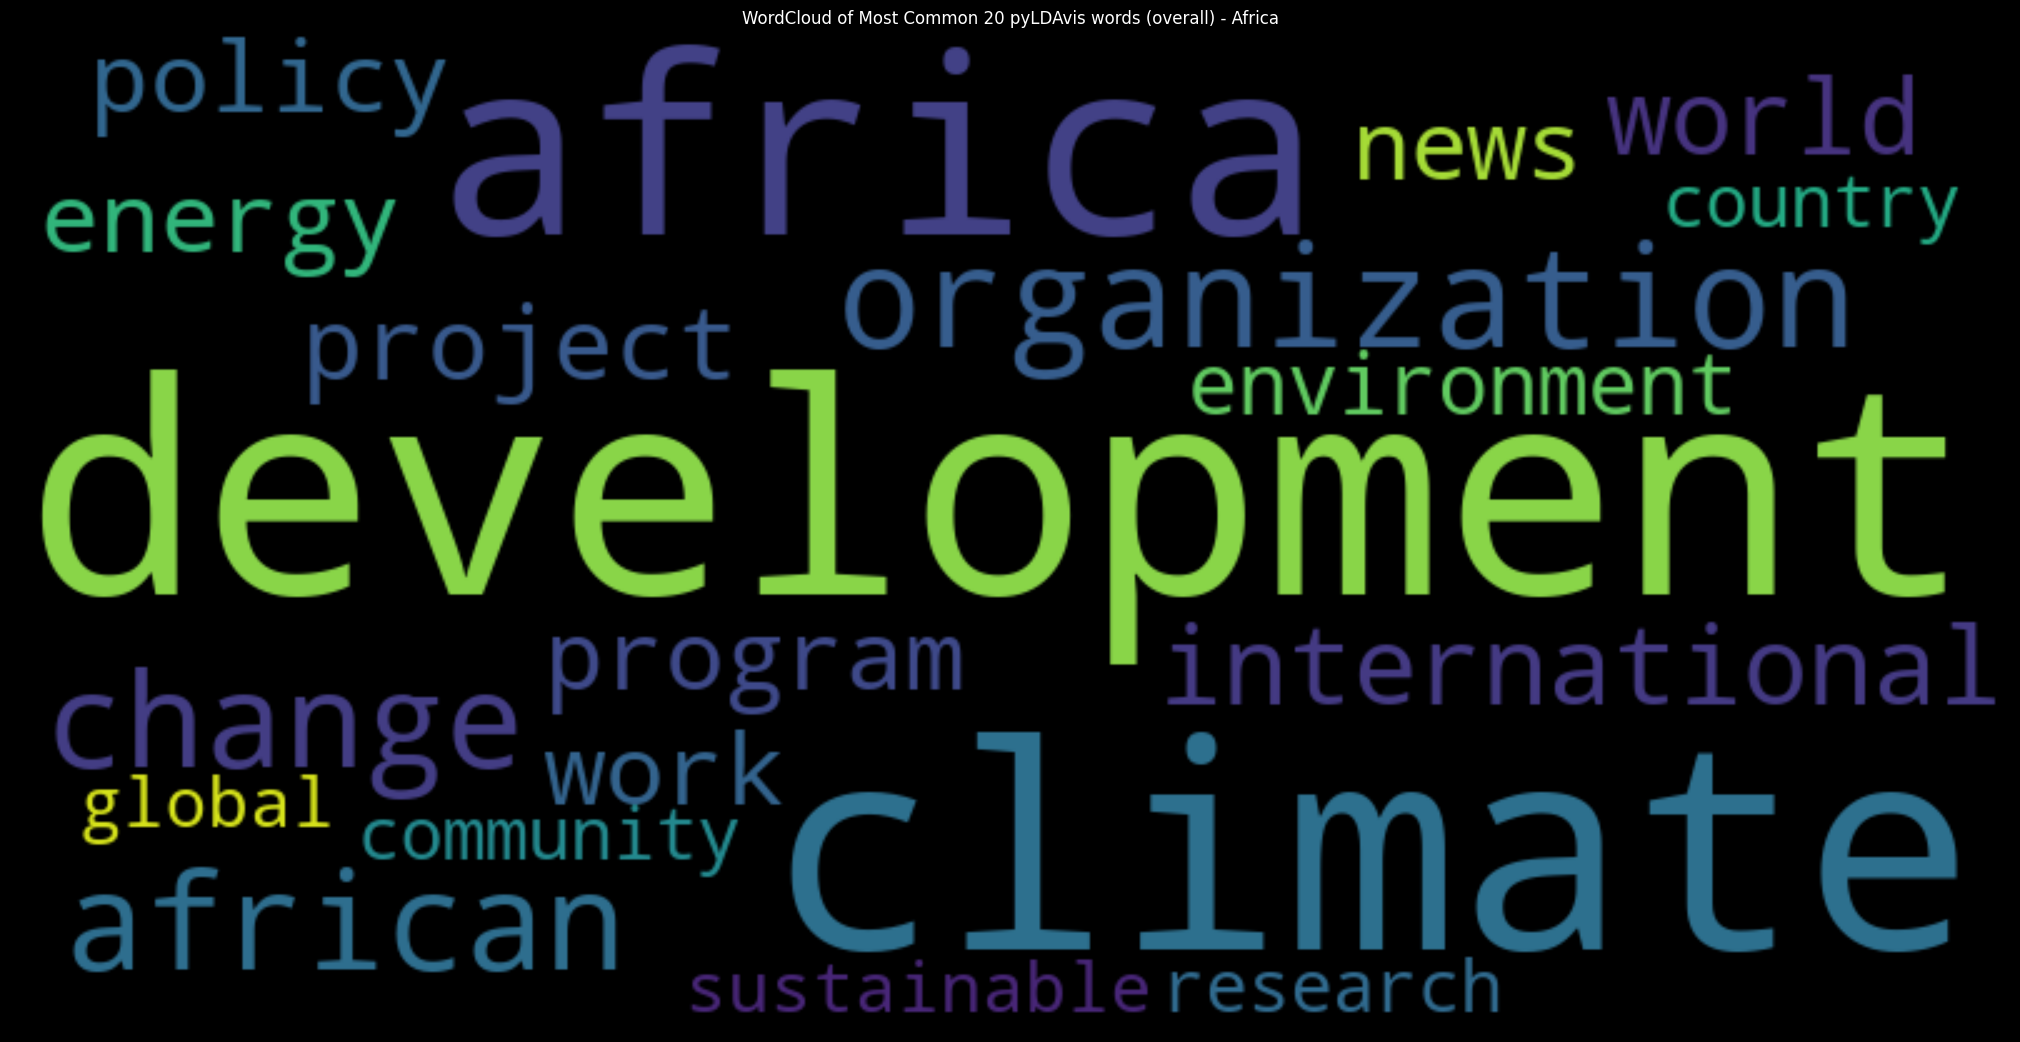 WordCloud of Most Common 20 pyLDAvis words (overall) - Africa
policy
africa
news
world
energy
country
organization
project
environment
development
program
international
change
work
climate
global
community
african
sustainable
research